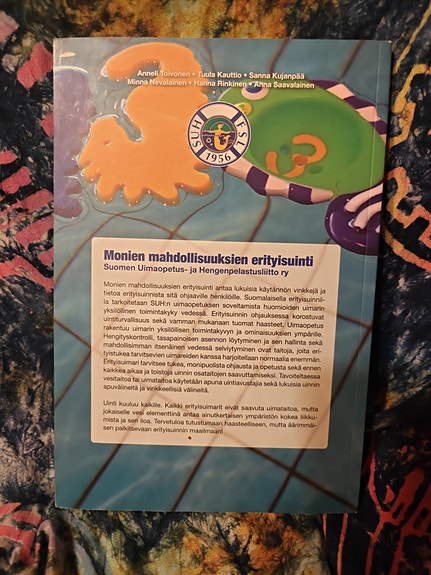 Anneli Toivonen • Tuula Kauttio • Sanna Kujanpää
Minna Nevalainen • Hanna Rinkinen • Anna Saavalainen
SUH FSL
1956
Monien mahdollisuuksien erityisuinti
Suomen Uimaopetus- ja Hengenpelastusliitto ry
Monien mahdollisuuksien erityisuinti antaa lukuisia käytännön vinkkejä ja
tietoa erityisuinnista sitä ohjaaville henkilöille. Suomalaisella erityisuinnil-
la tarkoitetaan SUH:n uimaopetuksen soveltamista huomioiden uimarin
yksilöllinen toimintakyky vedessä. Erityisuinnin ohjauksessa korostuvat
uintiturvallisuus sekä vamman mukanaan tuomat haasteet. Uimaopetus
rakentuu uimarin yksilöllisen toimintakyvyn ja ominaisuuksien ympärille.
Hengityskontrolli, tasapainoisen asennon löytyminen ja sen hallinta sekä
mahdollisimman itsenäinen vedessä selviytyminen ovat taitoja, joita eri-
tyistukea tarvitsevien uimareiden kanssa harjoitellaan normaalia enemmän.
Erityisuimari tarvitsee tukea, monipuolista ohjausta ja opetusta sekä ennen
kaikkea aikaa ja toistoja uinnin osataitojen saavuttamiseksi. Tavoiteltaessa
vesitaitoa tai uimataitoa käytetään apuna uintiavustajia sekä lukuisia uinnin
apuvälineitä ja virikkeellisiä välineitä.
Uinti kuuluu kaikille. Kaikki erityisuimarit eivät saavuta uimataitoa, mutta
jokaiselle vesi elementtinä antaa ainutkertaisen ympäristön kokea liikku-
mista ja sen iloa. Tervetuloa tutustumaan haasteelliseen, mutta äärimmäi-
sen palkitsevaan erityisuinnin maailmaan!